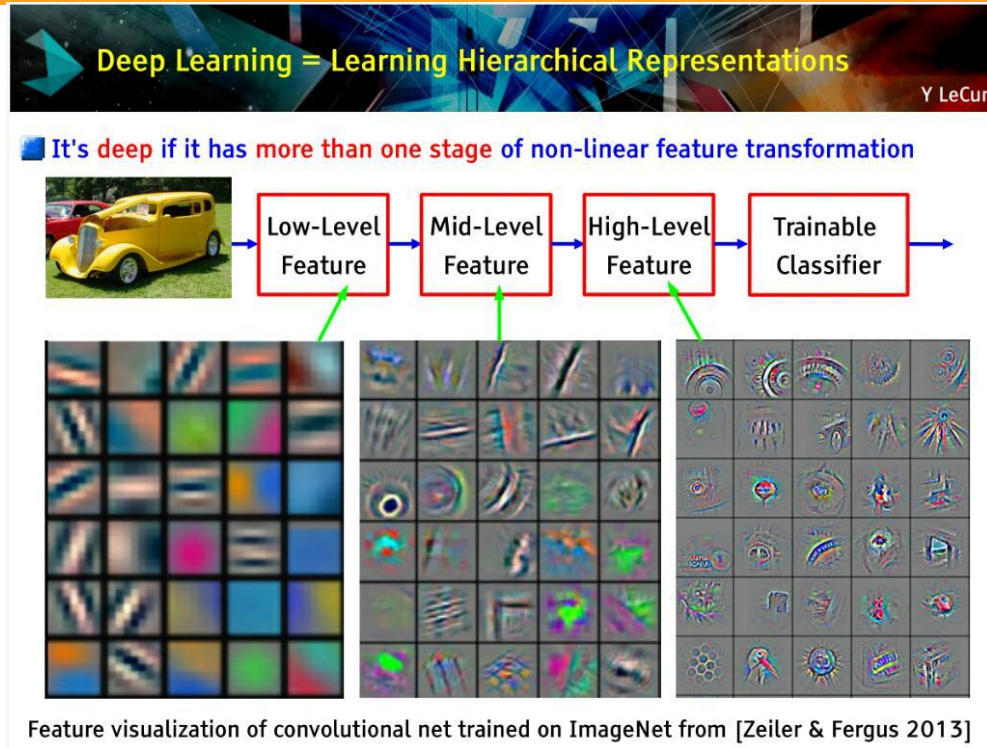 Deep Learning = Learning Hierarchical Representations
Y LeCun
It's deep if it has more than one stage of non-linear feature transformation
Low-Level
Feature
Mid-Level
Feature
High-Level
Feature
Trainable
Classifier
Feature visualization of convolutional net trained on ImageNet from [Zeiler & Fergus 2013]